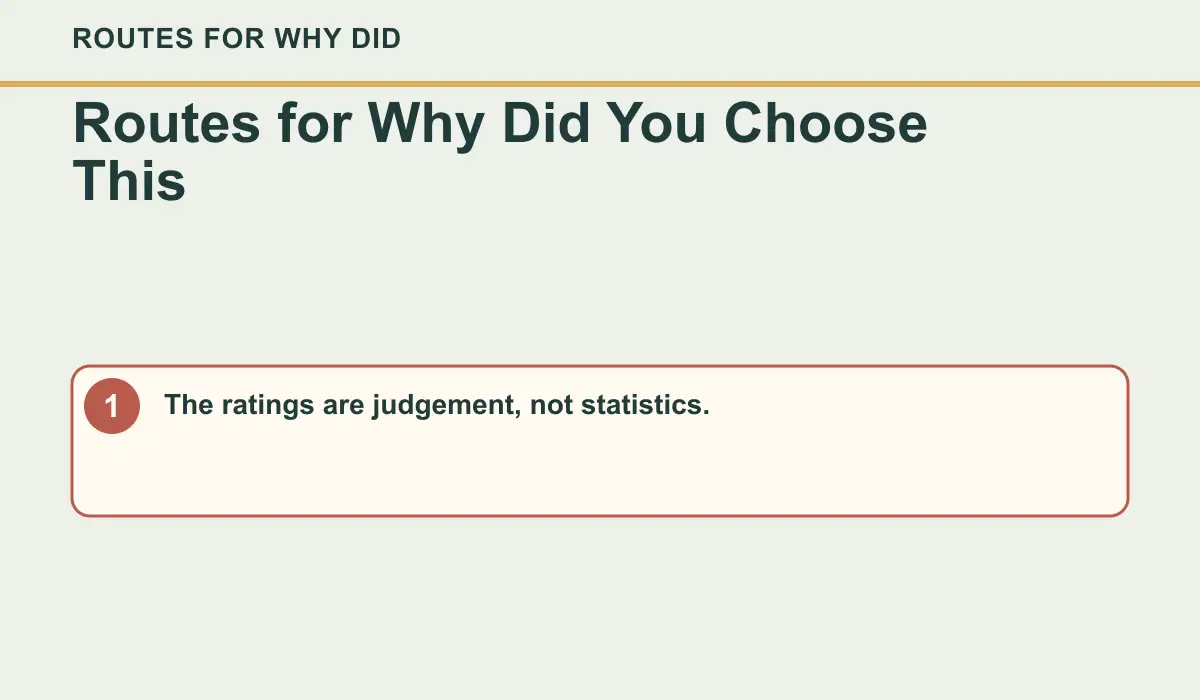 ROUTES FOR WHY DID
Routes for Why Did You Choose
This
1
The ratings are judgement, not statistics.